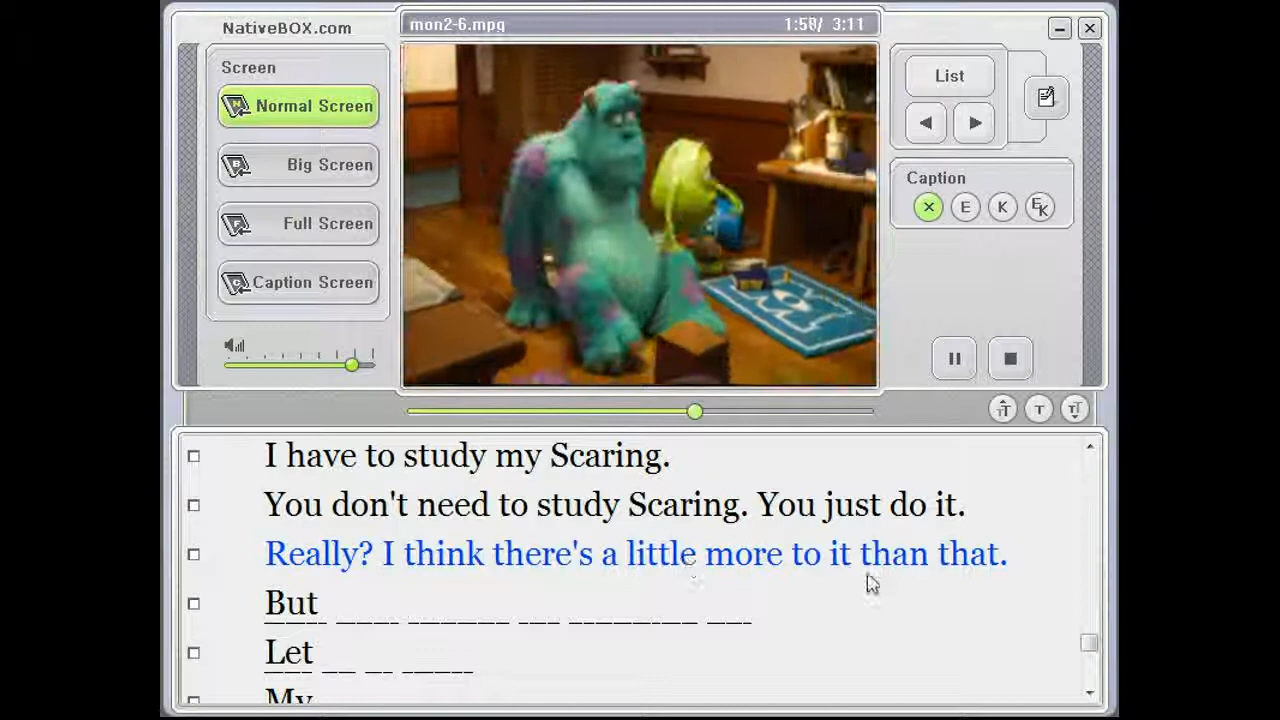 NativeBOX.com
mon2-6.mpg
1:58/ 3:11
Screen
Normal Screen
Big Screen
Full Screen
Caption Screen
List
Caption
E
K
EK
T
T
T
I have to study my Scaring.
You don't need to study Scaring. You just do it.
Really? I think there's a little more to it than that.
But
Let
My